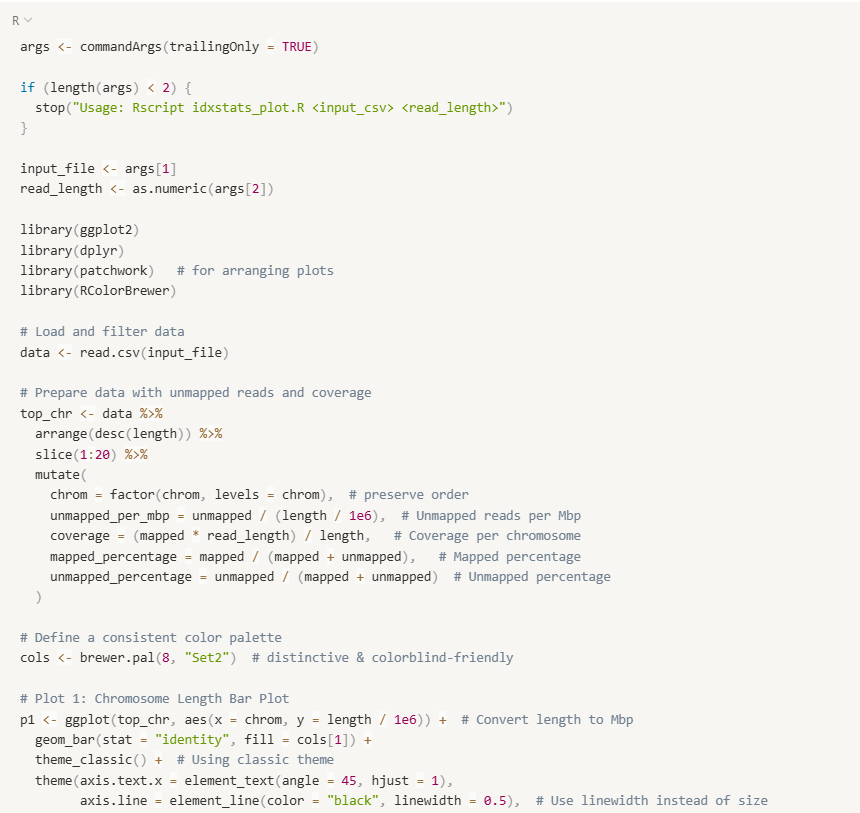 R
args <- commandArgs(trailingOnly = TRUE)
if (length(args) < 2) {
  stop("Usage: Rscript idxstats_plot.R <input_csv> <read_length>")
}
input_file <- args[1]
read_length <- as.numeric(args[2])
library(ggplot2)
library(dplyr)
library(patchwork)   # for arranging plots
library(RColorBrewer)
# Load and filter data
data <- read.csv(input_file)
# Prepare data with unmapped reads and coverage
top_chr <- data %>%
  arrange(desc(length)) %>%
  slice(1:20) %>%
  mutate(
    chrom = factor(chrom, levels = chrom),  # preserve order
    unmapped_per_mbp = unmapped / (length / 1e6),  # Unmapped reads per Mbp
    coverage = (mapped * read_length) / length,   # Coverage per chromosome
    mapped_percentage = mapped / (mapped + unmapped),   # Mapped percentage
    unmapped_percentage = unmapped / (mapped + unmapped)  # Unmapped percentage
  )
# Define a consistent color palette
cols <- brewer.pal(8, "Set2")  # distinctive & colorblind-friendly
# Plot 1: Chromosome Length Bar Plot
p1 <- ggplot(top_chr, aes(x = chrom, y = length / 1e6)) +  # Convert length to Mbp
  geom_bar(stat = "identity", fill = cols[1]) +
  theme_classic() +  # Using classic theme
  theme(axis.text.x = element_text(angle = 45, hjust = 1),
        axis.line = element_line(color = "black", linewidth = 0.5),  # Use linewidth instead of size